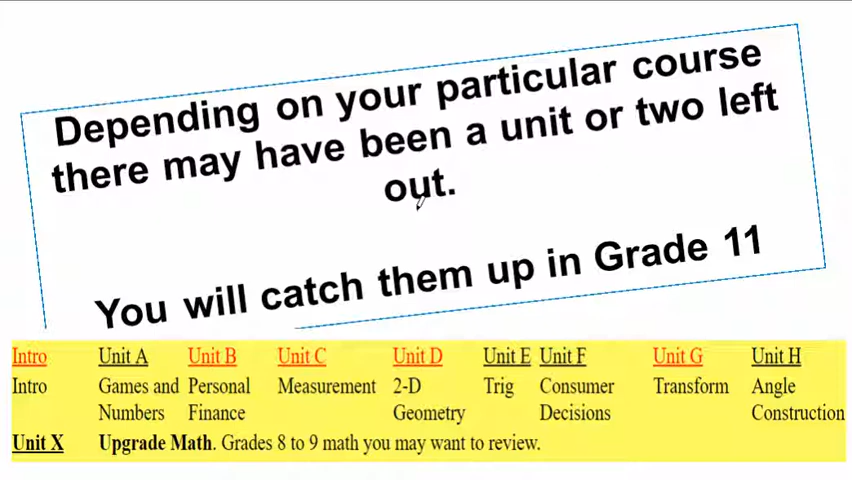 Depending on your particular course
there may have been a unit or two left
out.
You will catch them up in Grade 11
Intro Unit A Unit B Unit C Unit D Unit E Unit F Unit G Unit H
Intro Games and Personal Measurement 2-D Trig Consumer Transform Angle
Numbers Finance Geometry Decisions Construction
Unit X Upgrade Math. Grades 8 to 9 math you may want to review.